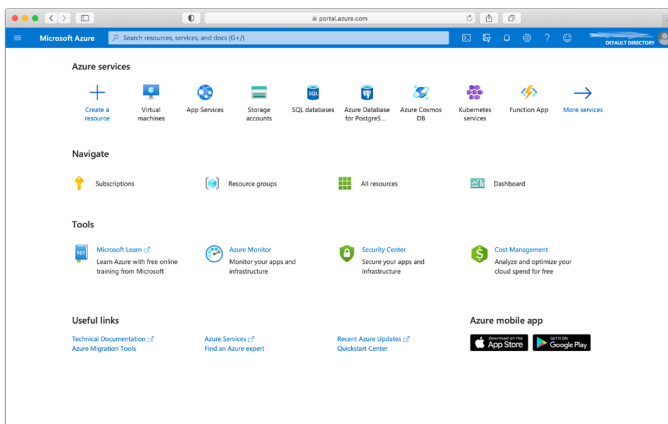 portal.azure.com
Microsoft Azure
Search resources, services, and docs (G+/)
DEFAULT DIRECTORY
Azure services
Create a resource
Virtual machines
App Services
Storage accounts
SQL
SQL databases
Azure Database for PostgreS...
Azure Cosmos DB
Kubernetes services
Function App
More services
Navigate
Subscriptions
Resource groups
All resources
Dashboard
Tools
Microsoft Learn
Learn Azure with free online
training from Microsoft
Azure Monitor
Monitor your apps and
infrastructure
Security Center
Secure your apps and
infrastructure
Cost Management
Analyze and optimize your
cloud spend for free
Useful links
Technical Documentation
Azure Migration Tools
Azure Services
Find an Azure expert
Recent Azure Updates
Quickstart Center
Azure mobile app
Download on the
App Store
GET IT ON
Google Play